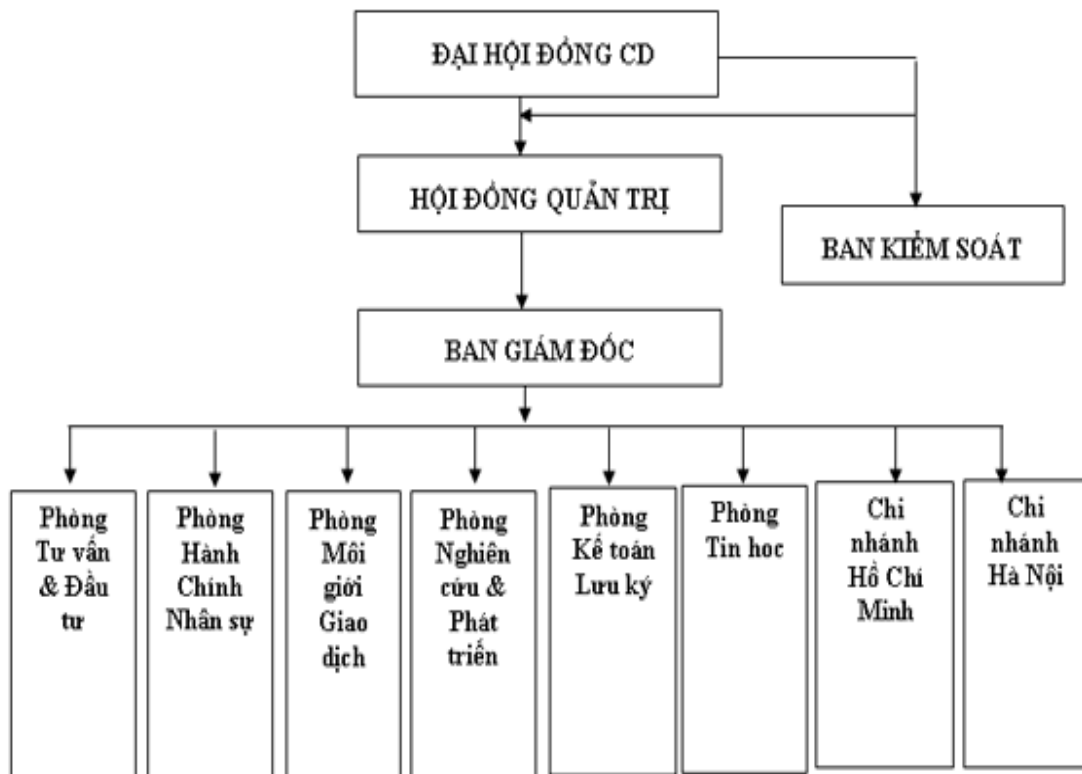 ĐẠI HỘI ĐỒNG CD
HỘI ĐỒNG QUẢN TRỊ
BAN KIỂM SOÁT
BAN GIÁM ĐỐC
Phòng
Tư vấn
& Đầu
tư
Phòng
Hành
Chính
Nhân sự
Phòng
Môi
giới
Giao
dịch
Phòng
Nghiên
cứu &
Phát
triển
Phòng
Kế toán
Lưu ký
Phòng
Tin hoc
Chi
nhánh
Hồ Chí
Minh
Chi
nhánh
Hà Nội